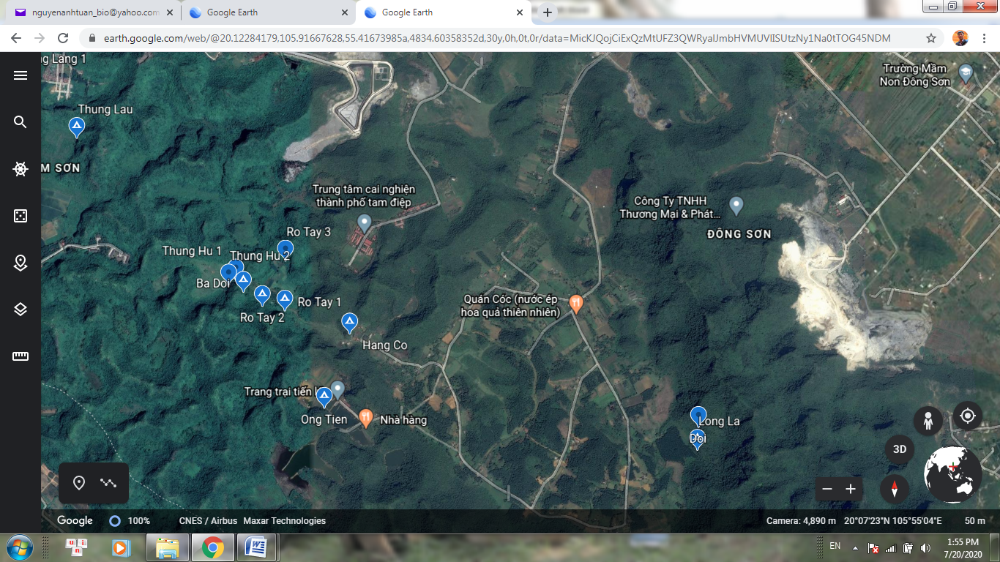 nguyenanhtuan_bio@yahoo.com
Google Earth
Google Earth
earth.google.com/web/@20.12284179,105.91667628,55.41673985a,4834.60358352d,30y,0h,0t,0r/data=
ng Lang 1
Thung Lau
M SƠN
Trường Mầm
Non Đông Sơn
Trung tâm cai nghiện
thành phố tam điệp
Công Ty TNHH
Thương Mại & Phát...
ĐÔNG SƠN
Ro Tay 3
Thung Hu 1
Thung Hu 2
Ba Doi
Ro Tay 1
Ro Tay 2
Quán Cóc (nước ép
hoa quả thiên nhiên)
Hang Co
Trang trại tiến
Ong Tien
Nhà hàng
Long La
Doi
3D
Google
100%
CNES / Airbus Maxar Technologies
Camera: 4,890 m 20°07'23"N 105°55'04"E
50 m
EN
1:55 PM
7/20/2020